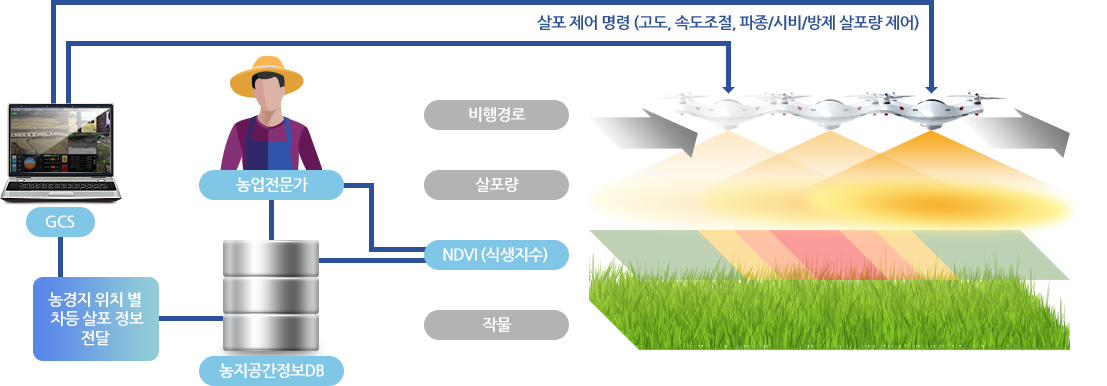 살포 제어 명령 (고도, 속도조절, 파종/시비/방제 살포량 제어)
비행경로
농업전문가
살포량
GCS
NDVI (식생지수)
농경지 위치 별
차등 살포 정보
전달
작물
농지공간정보DB